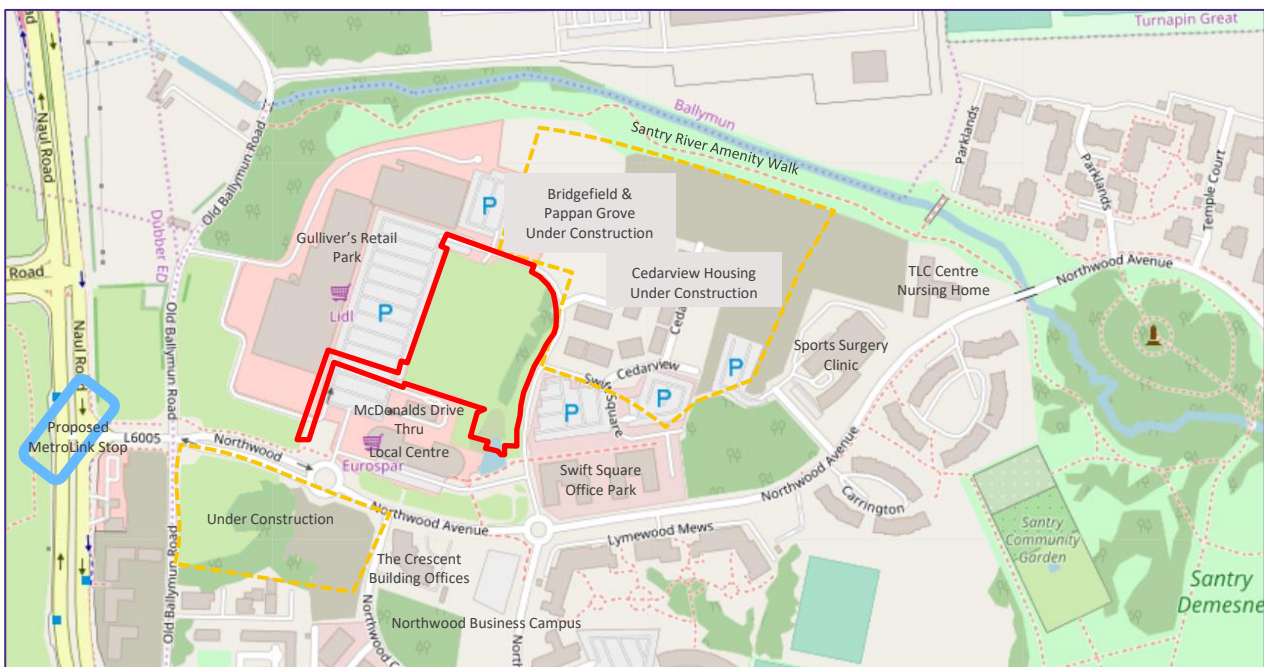 Turnapin Great
Ballymun
Santry River Amenity Walk
Naul Road
Old Ballymun Road
Parklands
Parklands
Temple Court
Dubber ED
Bridgefield &
Pappan Grove
Under Construction
P
Gulliver's Retail
Park
Cedarview Housing
Under Construction
TLC Centre
Nursing Home
Northwood Avenue
Road
Lidl
P
Old Ballymun Road
Naul Road
Sports Surgery
Clinic
Cedarview
Swift Square
P
P
McDonalds Drive
Thru
Proposed
MetroLink Stop
L6005
Northwood
Local Centre
Eurospar
Swift Square
Office Park
Northwood Avenue
Carrington
Under Construction
Northwood Avenue
Lymewood Mews
Santry
Community
Garden
The Crescent
Building Offices
Old Ballymun Road
Santry
Demesne
Northwood Business Campus